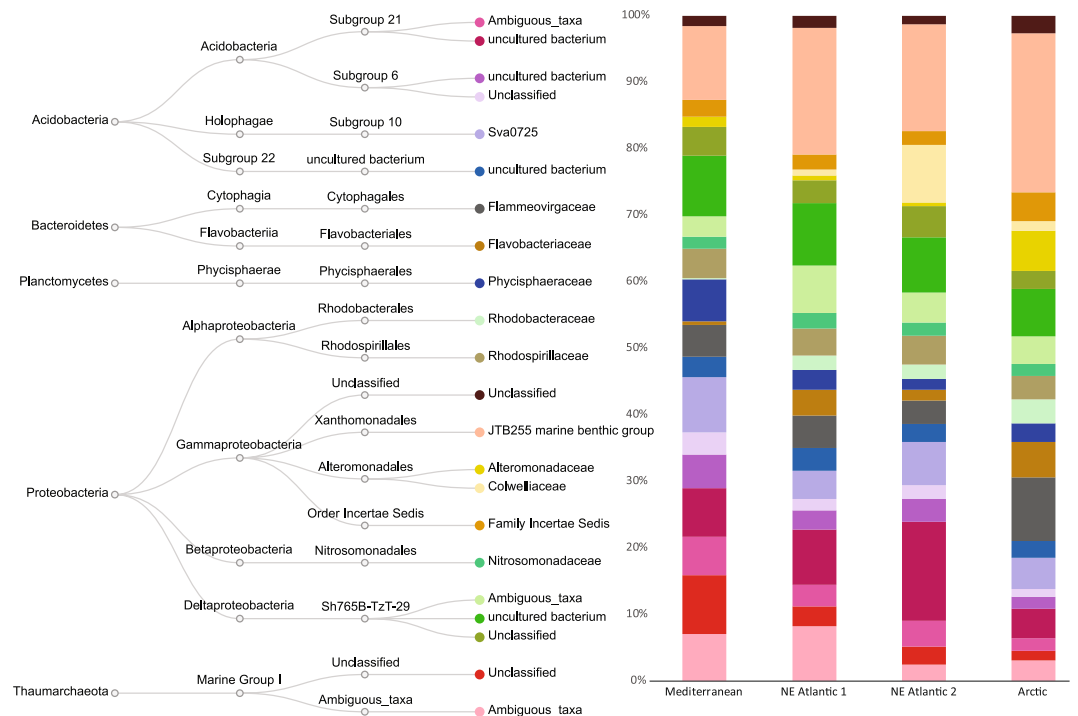 Subgroup 21
Ambiguous_taxa
uncultured bacterium
Acidobacteria
Subgroup 6
uncultured bacterium
Unclassified
Acidobacteria
Holophagae
Subgroup 10
Sva0725
Subgroup 22
uncultured bacterium
uncultured bacterium
Cytophagia
Cytophagales
Flammeovirgaceae
Bacteroidetes
Flavobacteriia
Flavobacteriales
Flavobacteriaceae
Planctomycetes
Phycisphaerae
Phycisphaerales
Phycisphaeraceae
Rhodobacterales
Rhodobacteraceae
Alphaproteobacteria
Rhodospirillales
Rhodospirillaceae
Unclassified
Unclassified
Xanthomonadales
JTB255 marine benthic group
Gammaproteobacteria
Alteromonadales
Alteromonadaceae
Colwelliaceae
Proteobacteria
Order Incertae Sedis
Family Incertae Sedis
Betaproteobacteria
Nitrosomonadales
Nitrosomonadaceae
Deltaproteobacteria
Sh765B-TzT-29
Ambiguous_taxa
uncultured bacterium
Unclassified
Unclassified
Unclassified
Thaumarchaeota
Marine Group I
Ambiguous_taxa
Ambiguous_taxa
100%
90%
80%
70%
60%
50%
40%
30%
20%
10%
0%
Mediterranean
NE Atlantic 1
NE Atlantic 2
Arctic